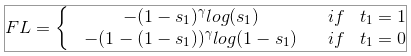 FL = { −(1 − s₁)^γ log(s₁) if t₁ = 1
−(1 − (1 − s₁))^γ log(1 − s₁) if t₁ = 0